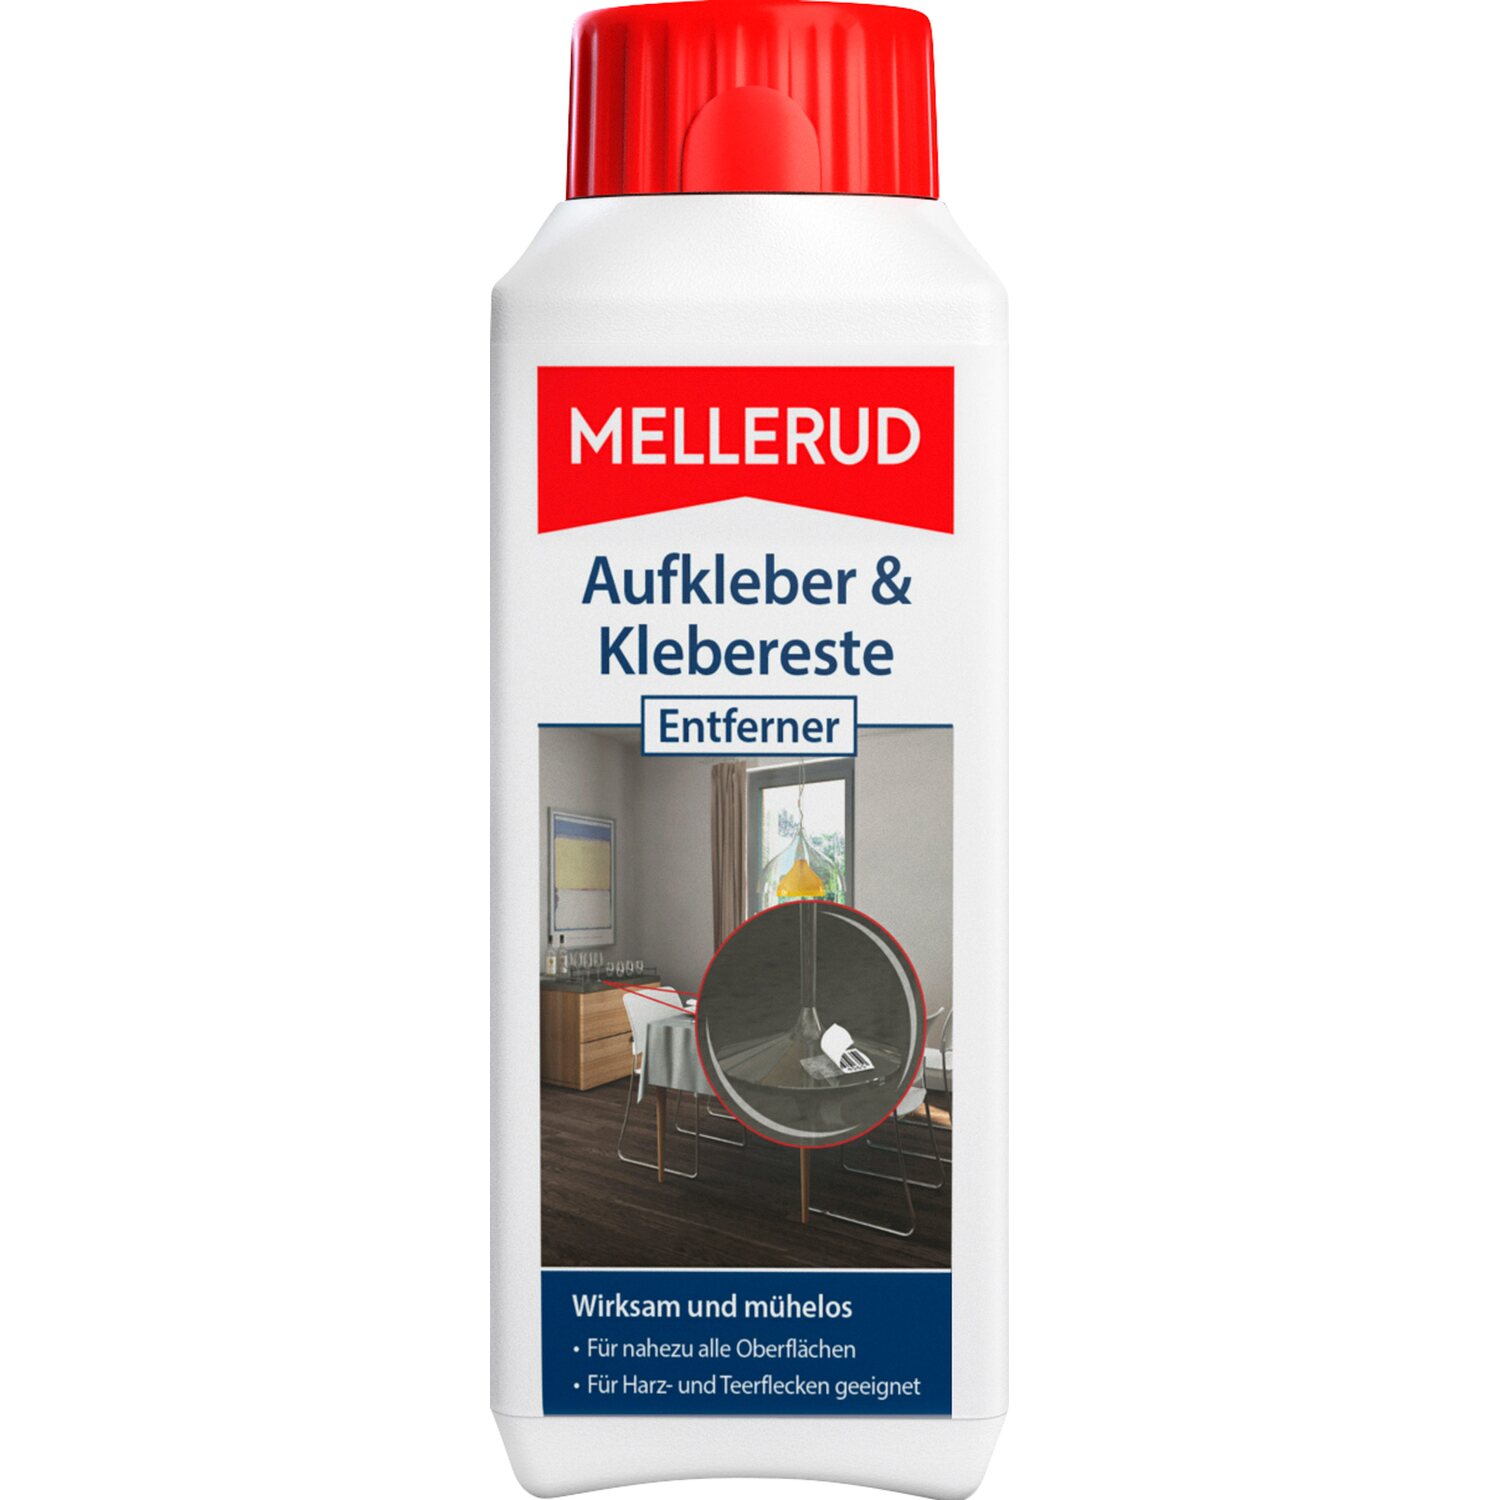 MELLERUD
Aufkleber &
Klebereste
Entferner
Wirksam und mühelos
• Für nahezu alle Oberflächen
• Für Harz- und Teerflecken geeignet